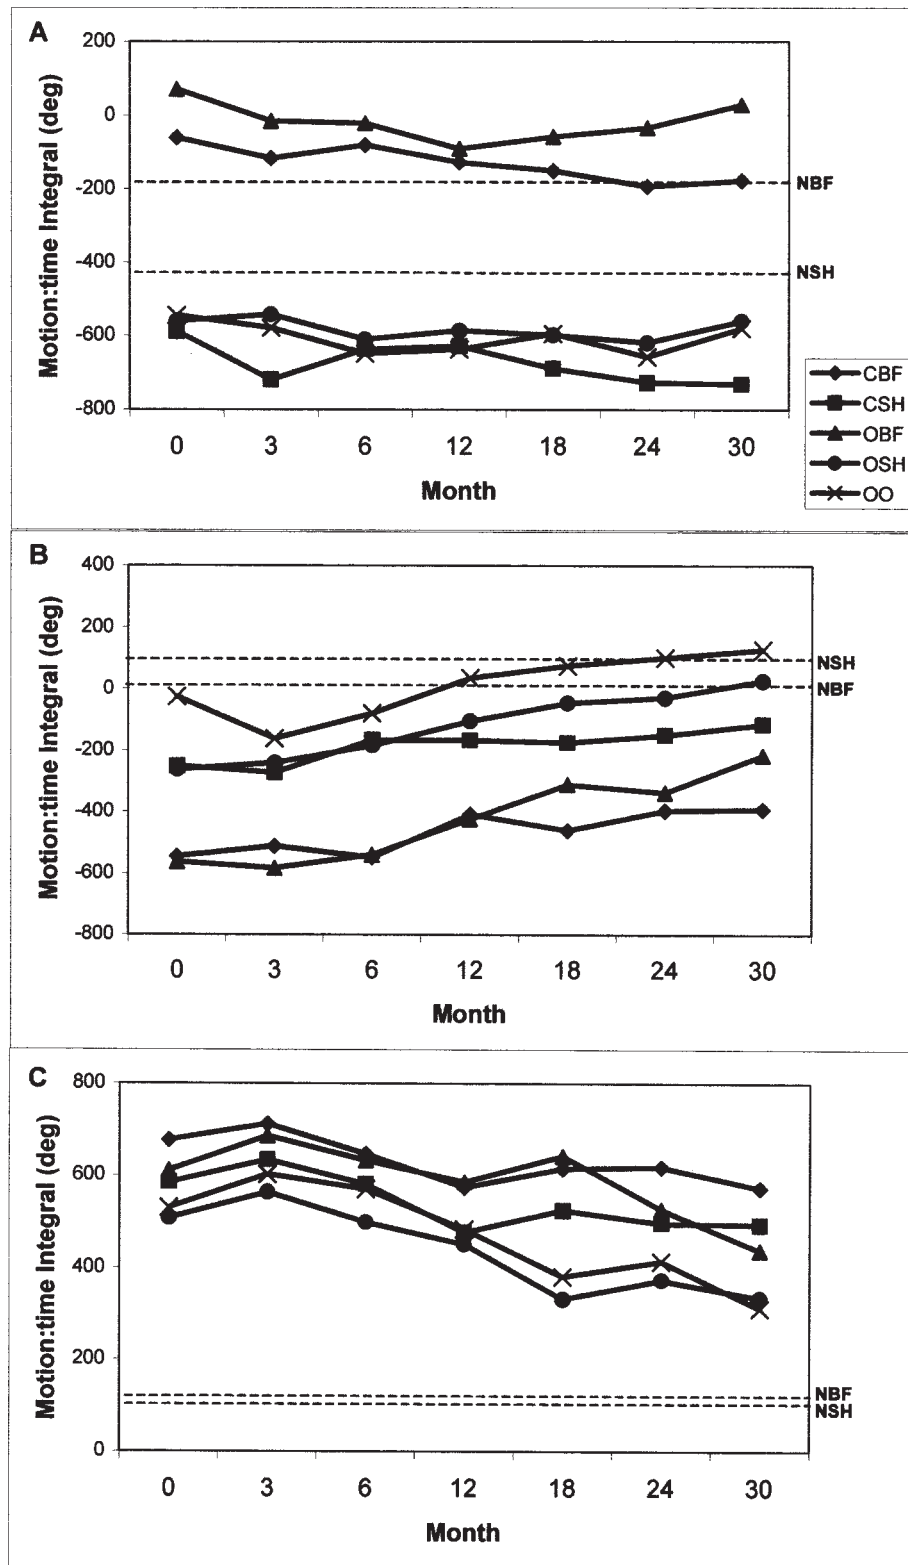 A
Motion:time Integral (deg)
200
0
-200
-400
-600
-800
NBF
NSH
0 3 6 12 18 24 30
Month
CBF
CSH
OBF
OSH
OO
B
Motion:time Integral (deg)
400
200
0
-200
-400
-600
-800
NSH
NBF
0 3 6 12 18 24 30
Month
C
Motion:time Integral (deg)
800
600
400
200
0
NBF
NSH
0 3 6 12 18 24 30
Month